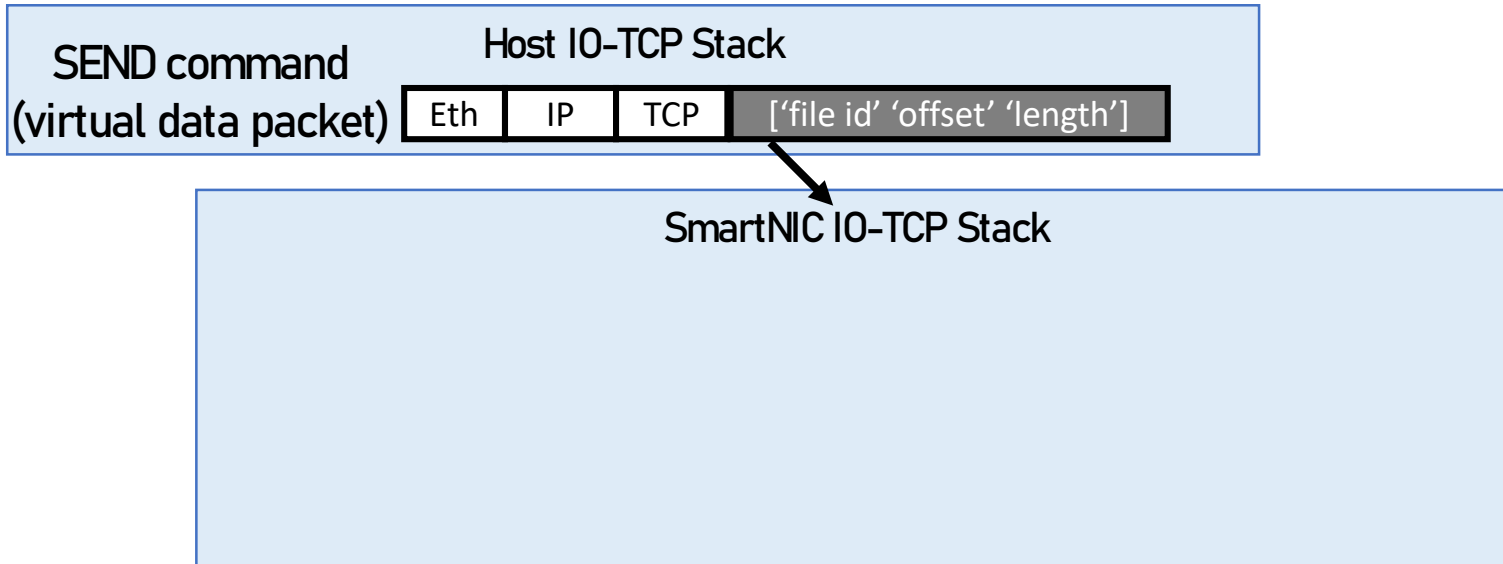 Host IO-TCP Stack
SEND command
(virtual data packet)
Eth IP TCP [‘file id’ ‘offset’ ‘length’]
SmartNIC IO-TCP Stack